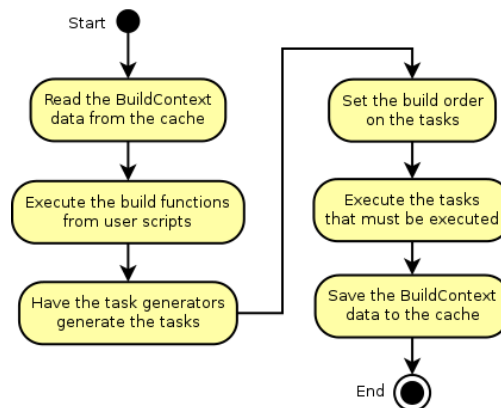 Start
Read the BuildContext
data from the cache
Execute the build functions
from user scripts
Have the task generators
generate the tasks
Set the build order
on the tasks
Execute the tasks
that must be executed
Save the BuildContext
data to the cache
End